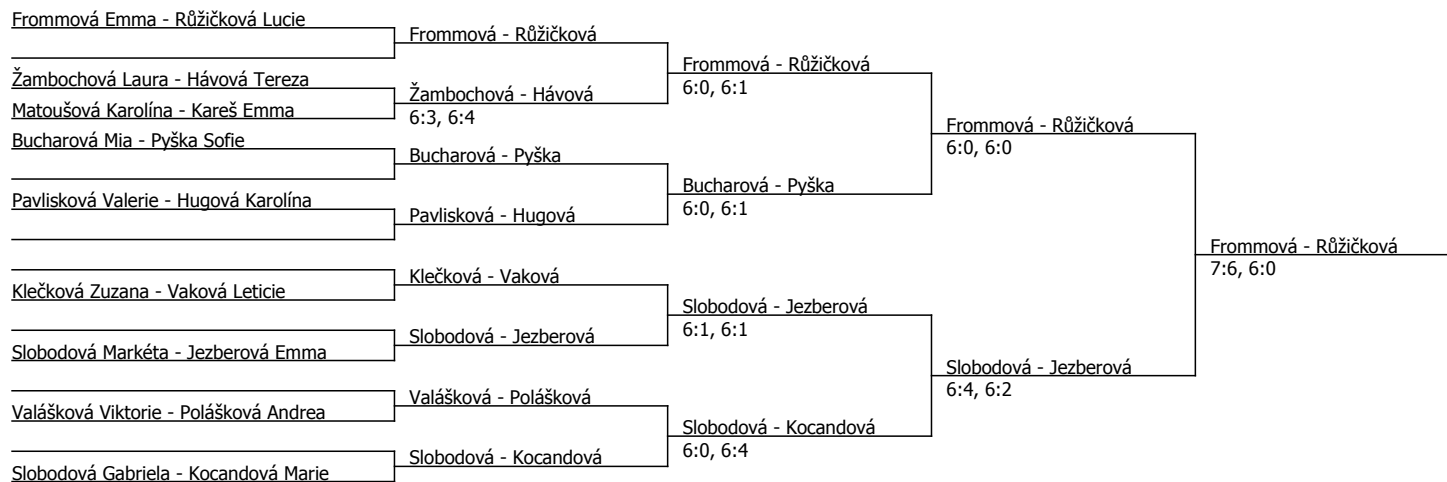 Frommová Emma - Růžičková Lucie
Žambochová Laura - Hávová Tereza
Matoušová Karolína - Kareš Emma
Bucharová Mia - Pyška Sofie
Pavlisková Valerie - Hugová Karolína
Klečková Zuzana - Vaková Leticie
Slobodová Markéta - Jezberová Emma
Valášková Viktorie - Polášková Andrea
Slobodová Gabriela - Kocandová Marie
Frommová - Růžičková
Žambochová - Hávová
6:3, 6:4
Bucharová - Pyška
Pavlisková - Hugová
Klečková - Vaková
Slobodová - Jezberová
Valášková - Polášková
Slobodová - Kocandová
Frommová - Růžičková
6:0, 6:1
Bucharová - Pyška
6:0, 6:1
Slobodová - Jezberová
6:1, 6:1
Slobodová - Kocandová
6:0, 6:4
Frommová - Růžičková
6:0, 6:0
Slobodová - Jezberová
6:4, 6:2
Frommová - Růžičková
7:6, 6:0